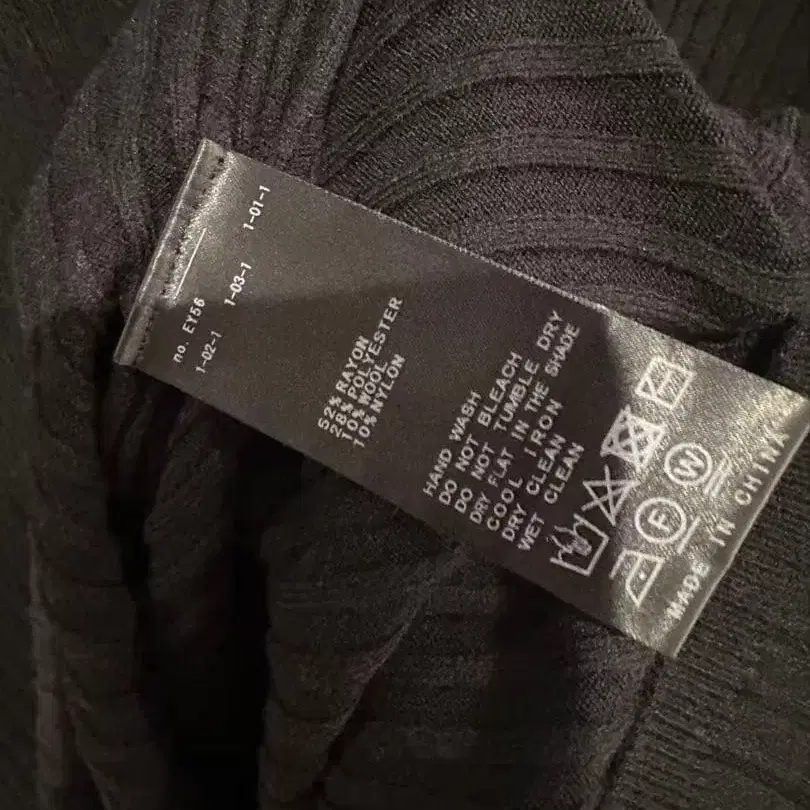 no. EY56
1-02-1 1-03-1 1-01-1
52% RAYON
28% POLYESTER
10% WOOL
10% NYLON
HAND WASH
DO NOT BLEACH
DO NOT TUMBLE DRY
DRY FLAT IN THE SHADE
COOL IRON
DRY CLEAN
WET CLEAN
F W
MADE IN CHINA